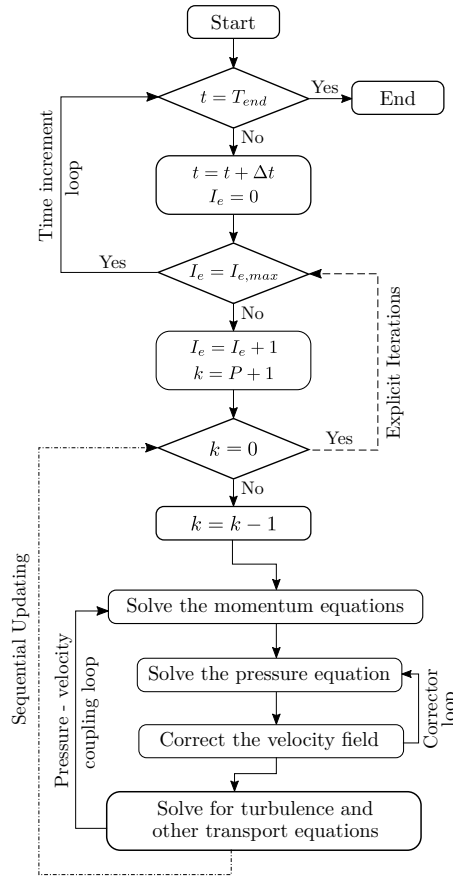 Start
t = T_end
Yes
End
No
t = t + Δt
I_e = 0
Time increment
loop
I_e = I_{e,max}
Yes
No
I_e = I_e + 1
k = P + 1
Explicit Iterations
k = 0
Yes
No
k = k − 1
Sequential Updating
Solve the momentum equations
Pressure - velocity
coupling loop
Solve the pressure equation
Corrector
loop
Correct the velocity field
Solve for turbulence and
other transport equations